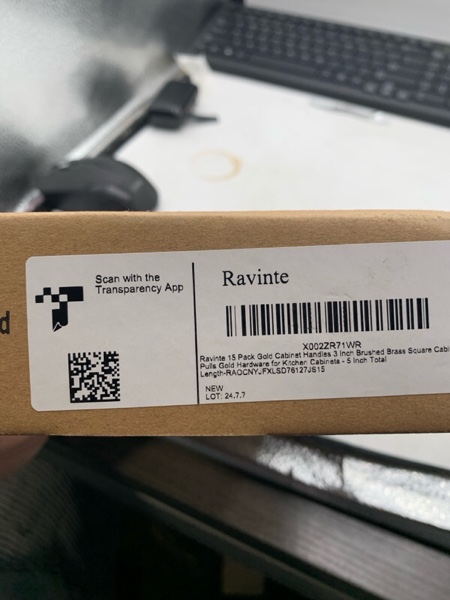 d
Scan with the
Transparency App
Ravinte
X002ZR71WR
Ravinte 15 Pack Gold Cabinet Handles 3 Inch Brushed Brass Square Cabi
Pulls Gold Hardware for Kitchen Cabinets - 5 Inch Total
Length-RAOCNYJFXLSD76127JS15
NEW
LOT: 24.7.7